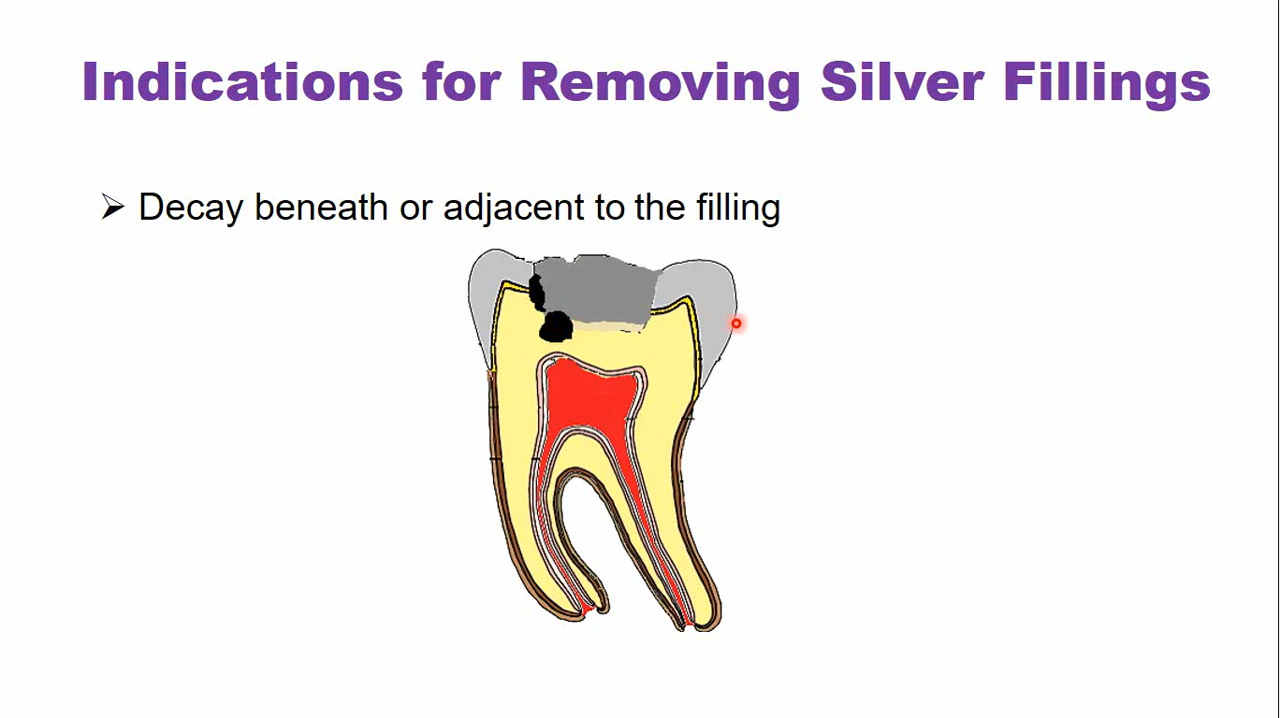 Indications for Removing Silver Fillings
➢ Decay beneath or adjacent to the filling